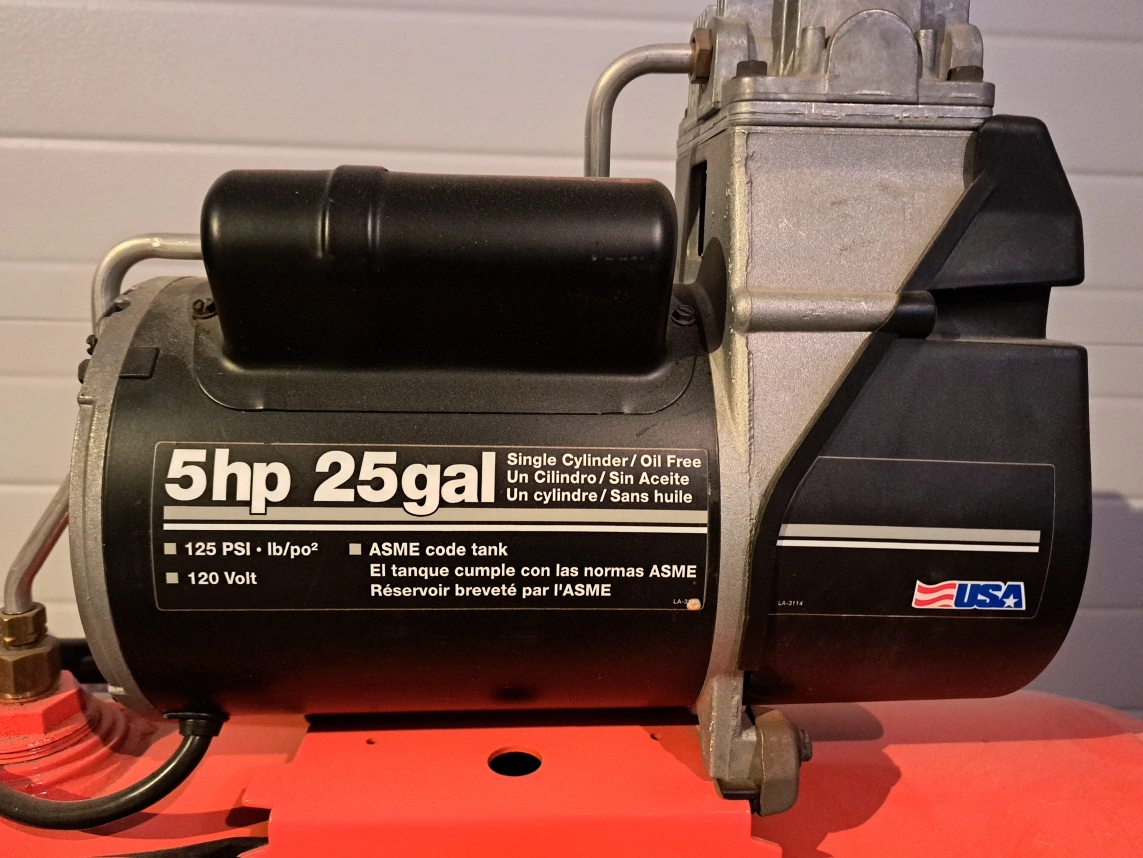 5hp 25gal
Single Cylinder / Oil Free
Un Cilindro / Sin Aceite
Un cylindre / Sans huile
125 PSI • lb/po²
120 Volt
ASME code tank
El tanque cumple con las normas ASME
Réservoir breveté par l'ASME
LA-3114
USA